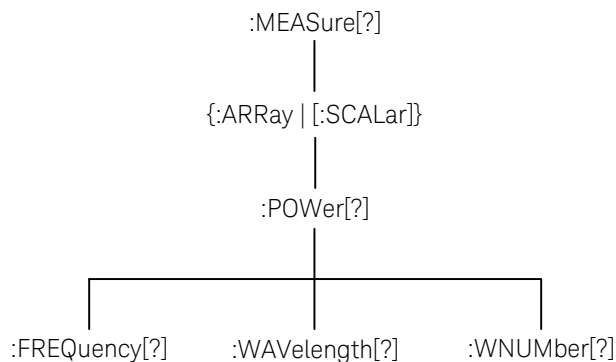 :MEASure[?]
{:ARRay | [:SCALar]}
:POWer[?]
:FREQuency[?] :WAVelength[?] :WNUMber[?]